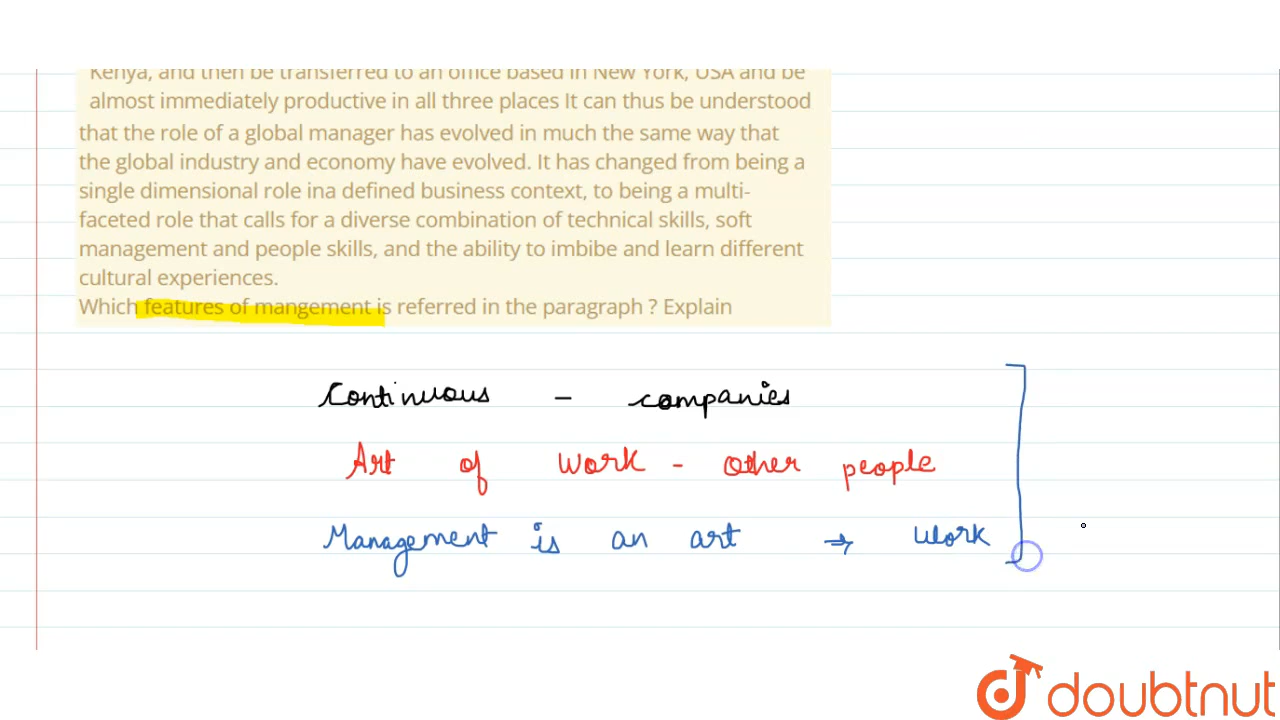 Kenya, and then be transferred to an office based in New York, USA and be
almost immediately productive in all three places It can thus be understood
that the role of a global manager has evolved in much the same way that
the global industry and economy have evolved. It has changed from being a
single dimensional role ina defined business context, to being a multi-
faceted role that calls for a diverse combination of technical skills, soft
management and people skills, and the ability to imbibe and learn different
cultural experiences.
Which features of mangement is referred in the paragraph ? Explain
Continuous - companies
Art of work - other people
Management is an art → work
doubtnut